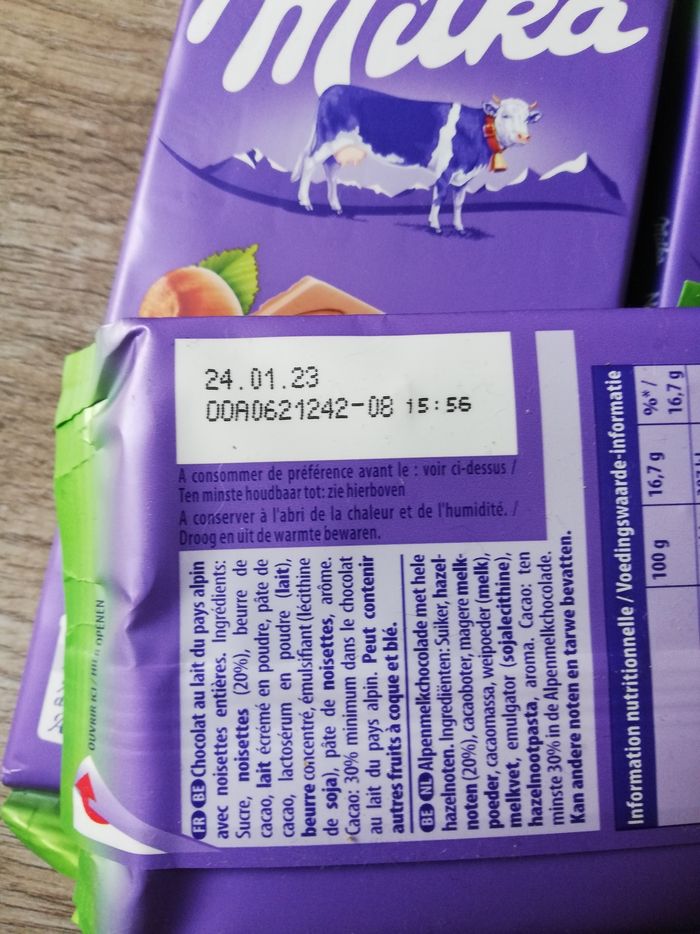 Milka
24.01.23
OOA0621242-08 15:56
A consommer de préférence avant le : voir ci-dessus /
Ten minste houdbaar tot: zie hierboven
A conserver à l'abri de la chaleur et de l'humidité. /
Droog en uit de warmte bewaren.
OUVRIR ICI / HIER OPENEN
FR BE Chocolat au lait du pays alpin
avec noisettes entières. Ingrédients:
Sucre, noisettes (20%), beurre de
cacao, lait écrémé en poudre, pâte de
cacao, lactosérum en poudre (lait),
beurre concentré, émulsifiant (lécithine
de soja), pâte de noisettes, arôme.
Cacao: 30% minimum dans le chocolat
au lait du pays alpin. Peut contenir
autres fruits à coque et blé.
BE NL Alpenmelkchocolade met hele
hazelnoten. Ingrediënten: Suiker, hazel-
noten (20%), cacaoboter, magere melk-
poeder, cacaomassa, weipoeder (melk),
melkvet, emulgator (sojalecithine),
hazelnootpasta, aroma. Cacao: ten
minste 30% in de Alpenmelkchocolade.
Kan andere noten en tarwe bevatten.
Information nutritionnelle / Voedingswaarde-informatie
100 g 16,7 g %*/
16,7 g